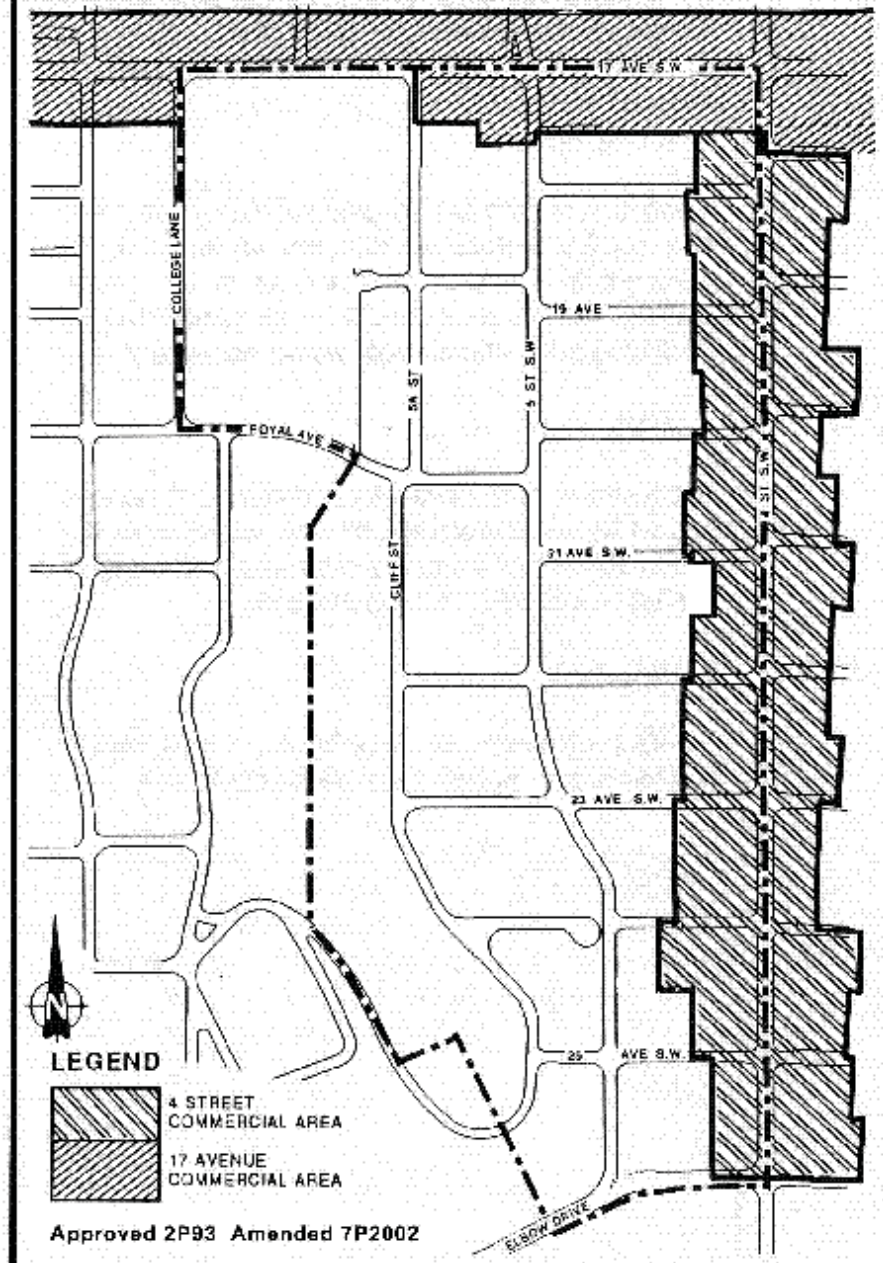 17 AVE S.W.
COLLEGE LANE
19 AVE
5A ST
5 ST S.W.
ROYAL AVE
4 ST S.W.
21 AVE S.W.
CLIFF ST
23 AVE S.W.
N
25 AVE S.W.
LEGEND
4 STREET
COMMERCIAL AREA
17 AVENUE
COMMERCIAL AREA
Approved 2P93 Amended 7P2002
ELBOW DRIVE